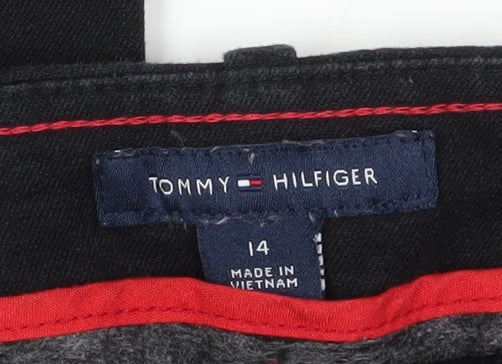 TOMMY HILFIGER
14
MADE IN
VIETNAM